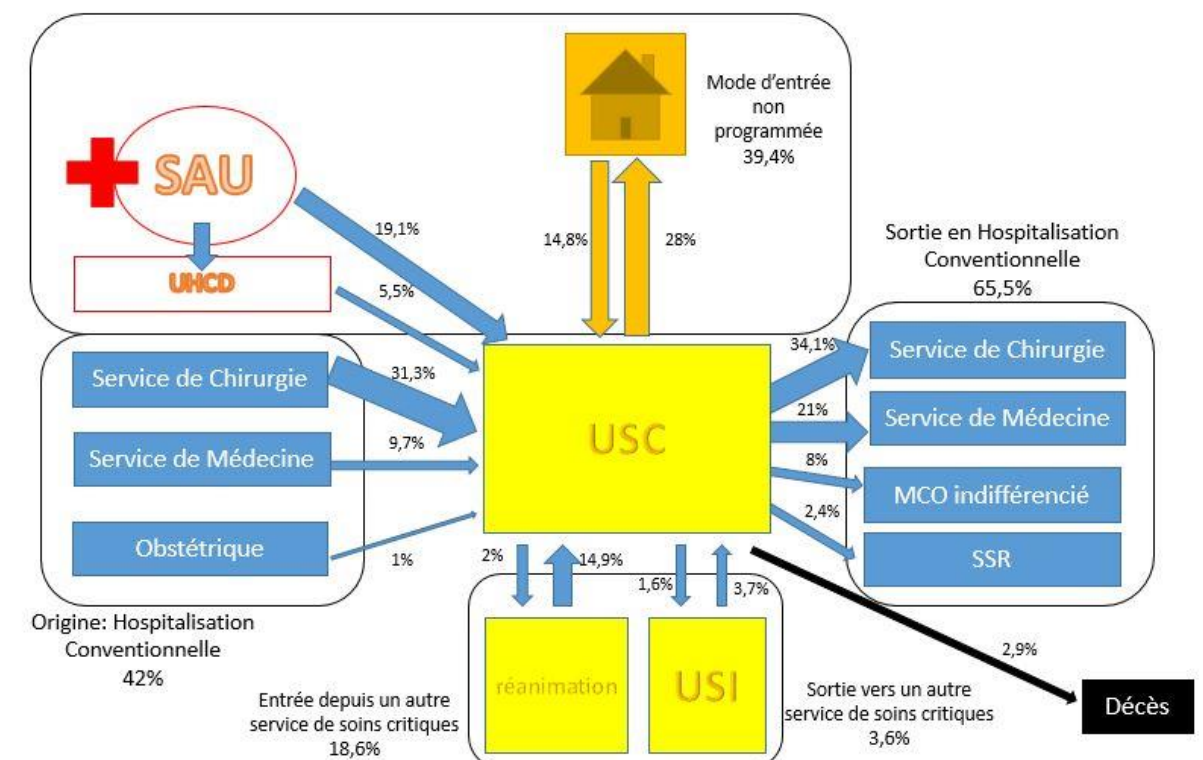 Mode d'entrée
non
programmée
39,4%
SAU
19,1%
14,8%
28%
UHCD
5,5%
Sortie en Hospitalisation
Conventionnelle
65,5%
Service de Chirurgie
31,3%
Service de Médecine
9,7%
Obstétrique
1%
Origine: Hospitalisation
Conventionnelle
42%
USC
34,1%
Service de Chirurgie
21%
Service de Médecine
8%
MCO indifférencié
2,4%
SSR
2%
14,9%
1,6%
3,7%
réanimation
USI
Entrée depuis un autre
service de soins critiques
18,6%
Sortie vers un autre
service de soins critiques
3,6%
2,9%
Décès